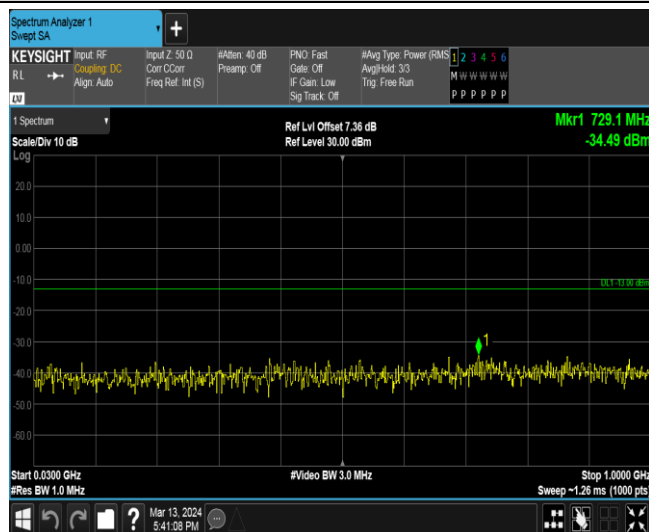 Spectrum Analyzer 1
Swept SA
+
KEYSIGHT
RL
LXI
Input: RF
Coupling: DC
Align: Auto
Input Z: 50 Ω
Corr CCorr
Freq Ref: Int (S)
#Atten: 40 dB
Preamp: Off
PNO: Fast
Gate: Off
IF Gain: Low
Sig Track: Off
#Avg Type: Power (RMS
Avg|Hold: 3/3
Trig: Free Run
1 2 3 4 5 6
M W W W W W
P P P P P P
1 Spectrum
Scale/Div 10 dB
Log
Ref Lvl Offset 7.36 dB
Ref Level 30.00 dBm
Mkr1 729.1 MHz
-34.49 dBm
20.0
10.0
0.00
-10.0
DL1 -13.00 dBm
-20.0
-30.0
1
-40.0
-50.0
-60.0
Start 0.0300 GHz
#Res BW 1.0 MHz
#Video BW 3.0 MHz
Stop 1.0000 GHz
Sweep ~1.26 ms (1000 pts)
?
Mar 13, 2024
5:41:08 PM